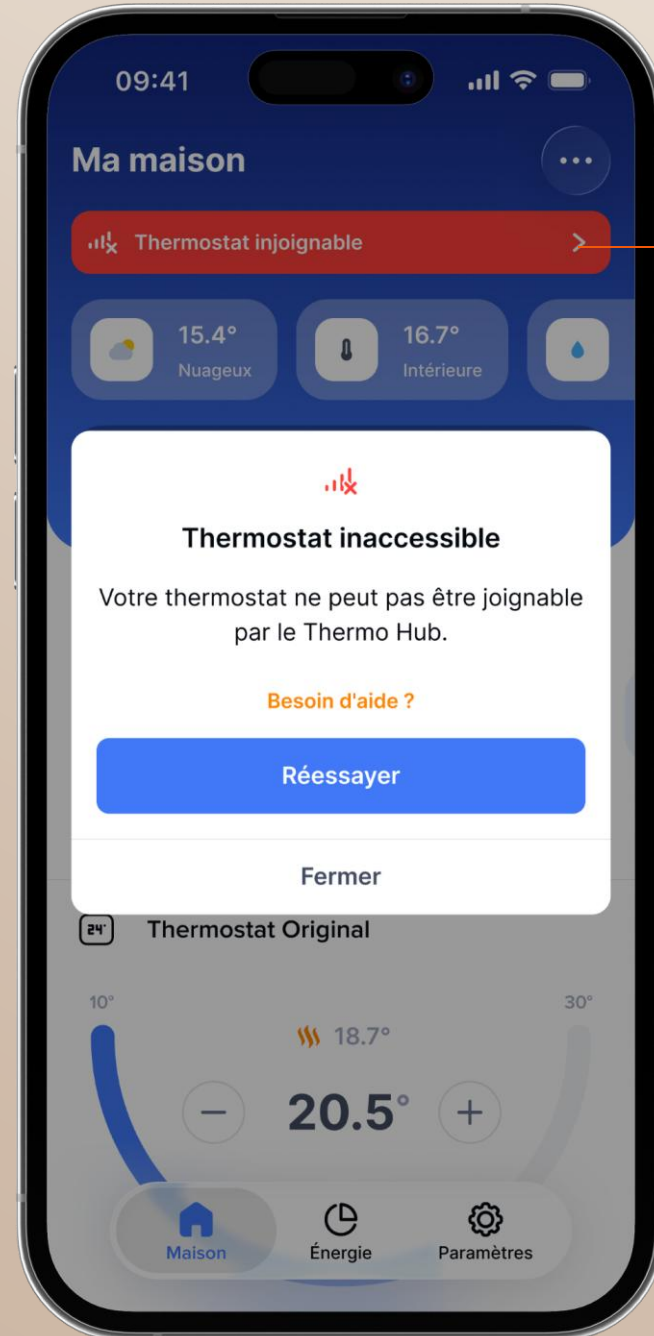 09:41
Ma maison
Thermostat injoignable
15.4°
Nuageux
16.7°
Intérieure
Thermostat inaccessible
Votre thermostat ne peut pas être joignable
par le Thermo Hub.
Besoin d'aide ?
Réessayer
Fermer
24° Thermostat Original
10° 30°
18.7°
20.5°
Maison Énergie Paramètres